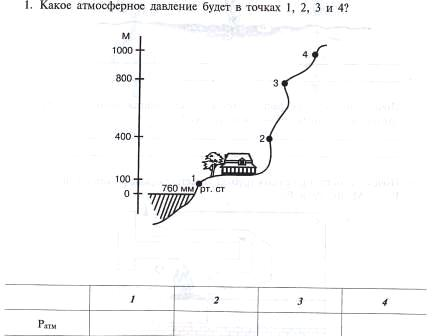 1. Какое атмосферное давление будет в точках 1, 2, 3 и 4?
м
1000
4
800
3
400
2
100
1
0
760 мм рт. ст
1 2 3 4
Pатм